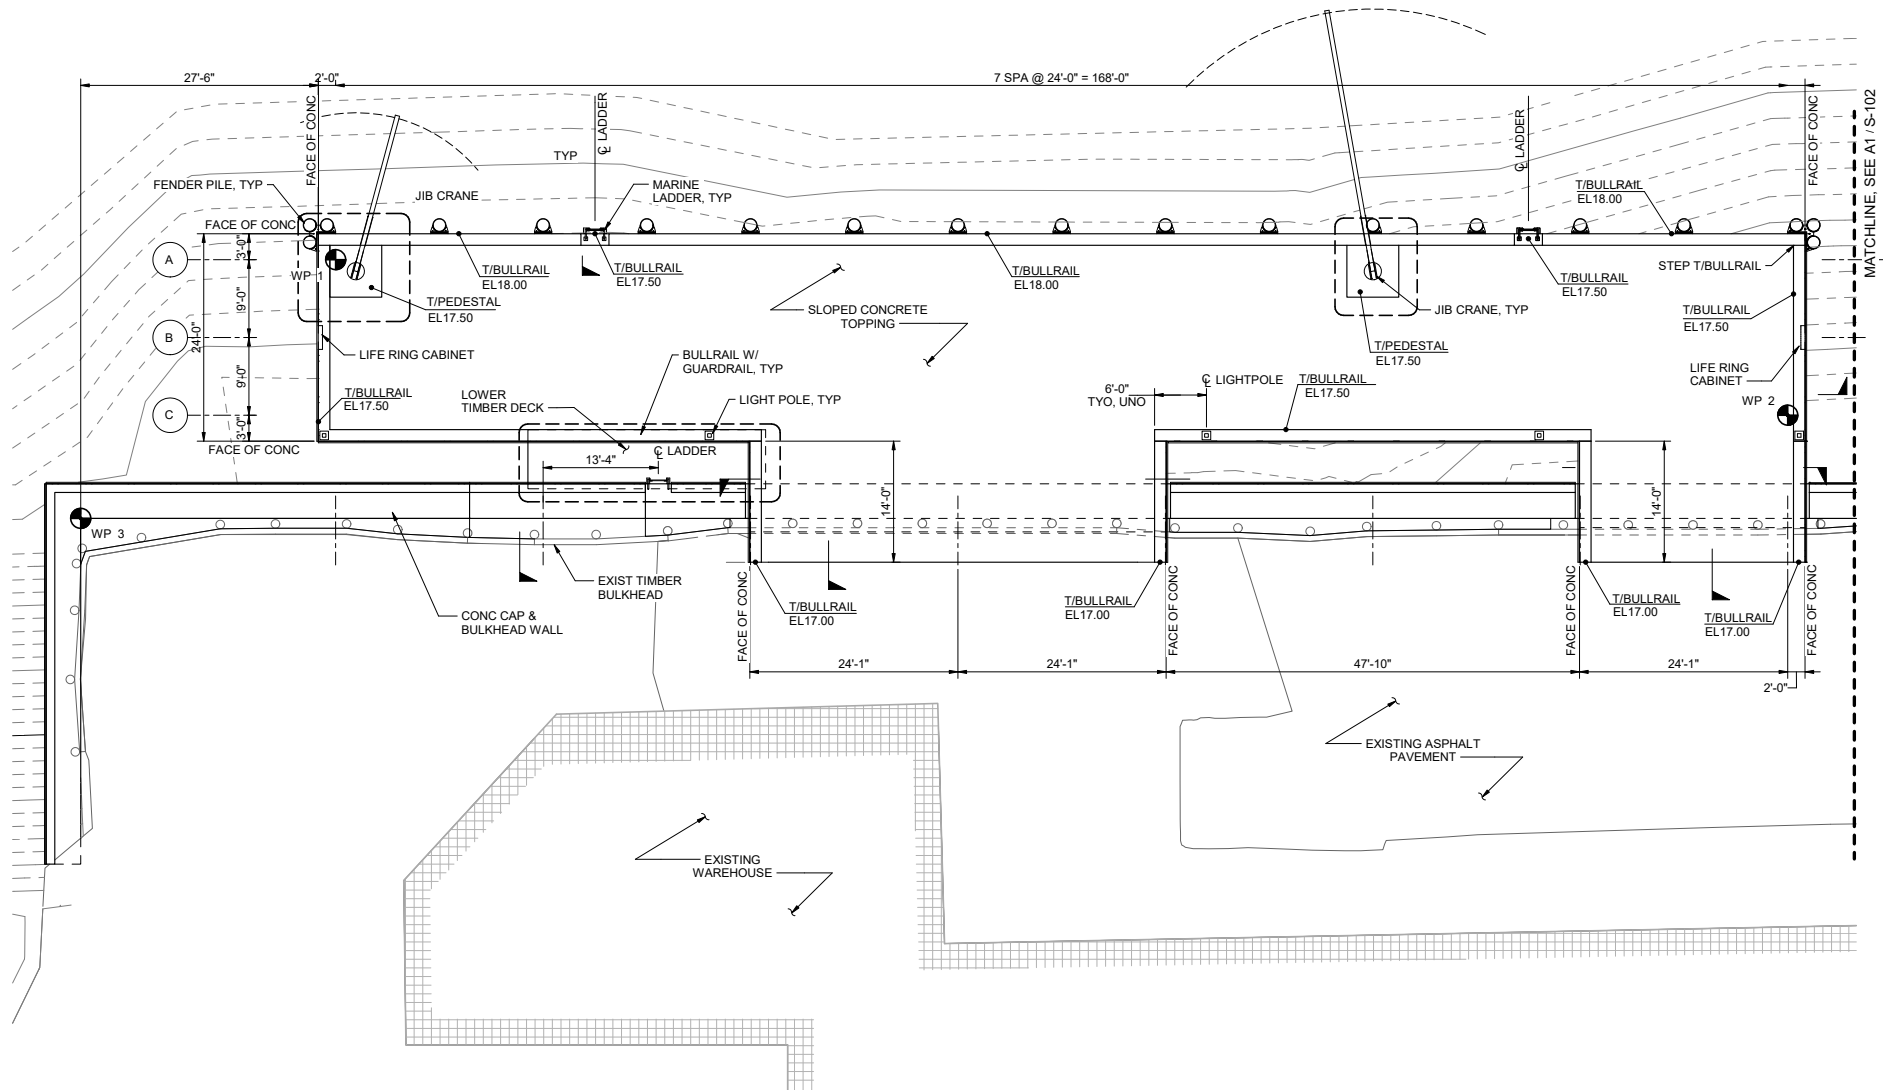 27'-6"
2'-0"
7 SPA @ 24'-0" = 168'-0"
FACE OF CONC
℄ LADDER
℄ LADDER
FACE OF CONC
MATCHLINE, SEE A1 / S-102
TYP
FENDER PILE, TYP
JIB CRANE
MARINE
LADDER, TYP
T/BULLRAIL
EL18.00
FACE OF CONC
A
3'-0"
WP 1
T/BULLRAIL
EL18.00
T/BULLRAIL
EL17.50
T/BULLRAIL
EL18.00
T/BULLRAIL
EL17.50
STEP T/BULLRAIL
9'-0"
24'-0"
T/PEDESTAL
EL17.50
SLOPED CONCRETE
TOPPING
JIB CRANE, TYP
T/BULLRAIL
EL17.50
B
LIFE RING CABINET
BULLRAIL W/
GUARDRAIL, TYP
T/PEDESTAL
EL17.50
LIFE RING
CABINET
9'-0"
T/BULLRAIL
EL17.50
LOWER
TIMBER DECK
LIGHT POLE, TYP
6'-0"
TYO, UNO
℄ LIGHTPOLE
T/BULLRAIL
EL17.50
WP 2
C
3'-0"
FACE OF CONC
13'-4"
℄ LADDER
14'-0"
14'-0"
WP 3
EXIST TIMBER
BULKHEAD
CONC CAP &
BULKHEAD WALL
FACE OF CONC
T/BULLRAIL
EL17.00
T/BULLRAIL
EL17.00
FACE OF CONC
FACE OF CONC
T/BULLRAIL
EL17.00
T/BULLRAIL
EL17.00
FACE OF CONC
24'-1"
24'-1"
47'-10"
24'-1"
2'-0"
EXISTING ASPHALT
PAVEMENT
EXISTING
WAREHOUSE